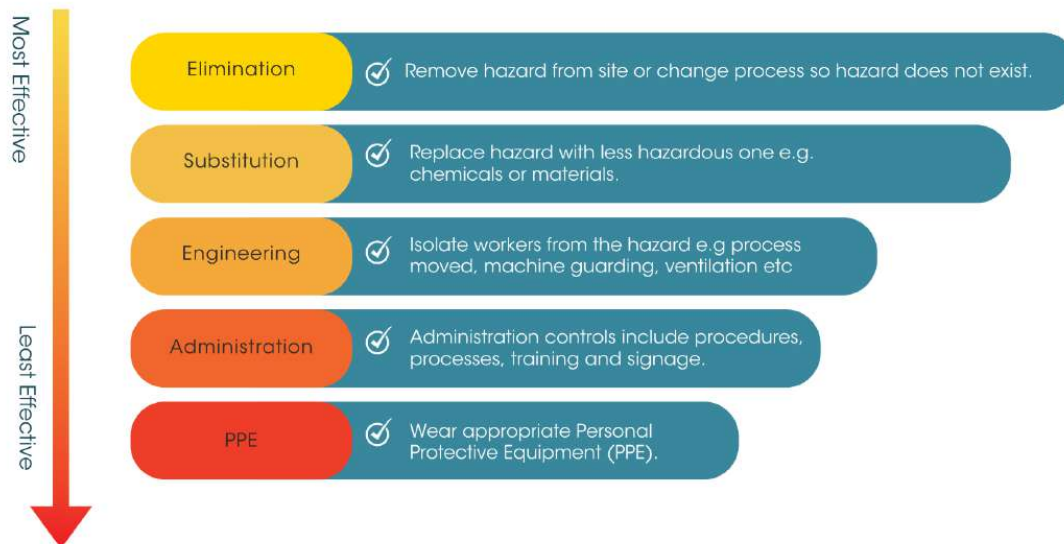 Most Effective
Least Effective
Elimination
Remove hazard from site or change process so hazard does not exist.
Substitution
Replace hazard with less hazardous one e.g.
chemicals or materials.
Engineering
Isolate workers from the hazard e.g process
moved, machine guarding, ventilation etc
Administration
Administration controls include procedures,
processes, training and signage.
PPE
Wear appropriate Personal
Protective Equipment (PPE).